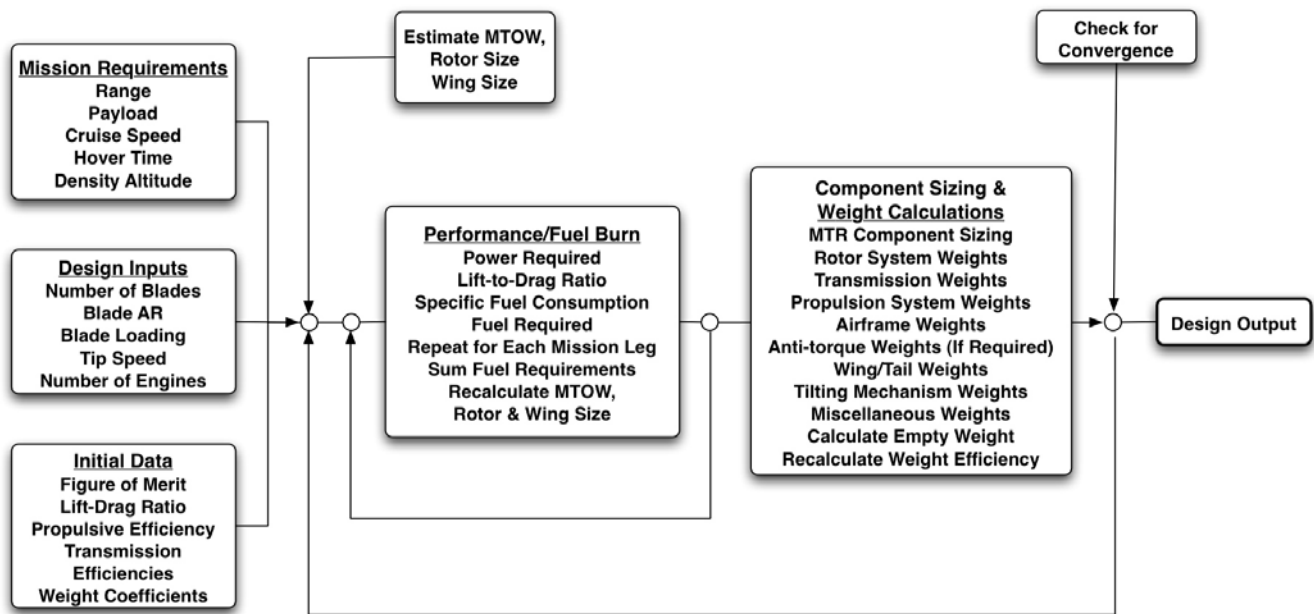 Mission Requirements
Range
Payload
Cruise Speed
Hover Time
Density Altitude
Design Inputs
Number of Blades
Blade AR
Blade Loading
Tip Speed
Number of Engines
Initial Data
Figure of Merit
Lift-Drag Ratio
Propulsive Efficiency
Transmission
Efficiencies
Weight Coefficients
Estimate MTOW,
Rotor Size
Wing Size
Performance/Fuel Burn
Power Required
Lift-to-Drag Ratio
Specific Fuel Consumption
Fuel Required
Repeat for Each Mission Leg
Sum Fuel Requirements
Recalculate MTOW,
Rotor & Wing Size
Component Sizing &
Weight Calculations
MTR Component Sizing
Rotor System Weights
Transmission Weights
Propulsion System Weights
Airframe Weights
Anti-torque Weights (If Required)
Wing/Tail Weights
Tilting Mechanism Weights
Miscellaneous Weights
Calculate Empty Weight
Recalculate Weight Efficiency
Check for
Convergence
Design Output